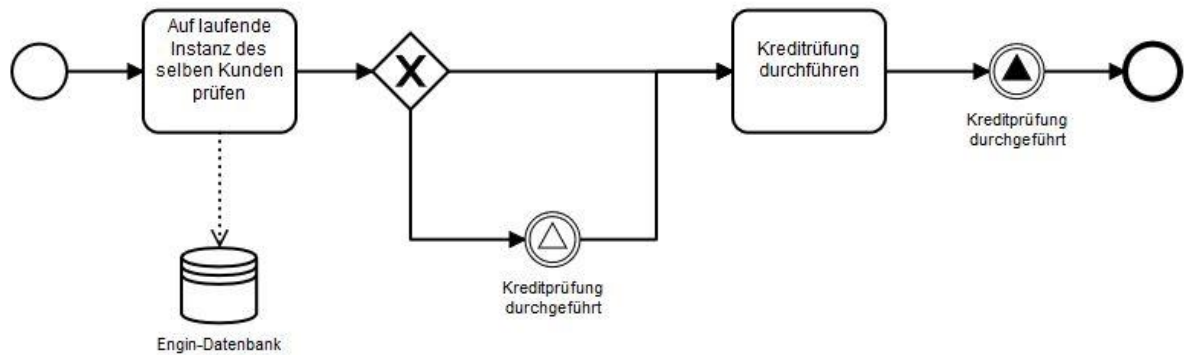 Auf laufende
Instanz des
selben Kunden
prüfen
X
Kreditrüfung
durchführen
Kreditprüfung
durchgeführt
Kreditprüfung
durchgeführt
Engin-Datenbank